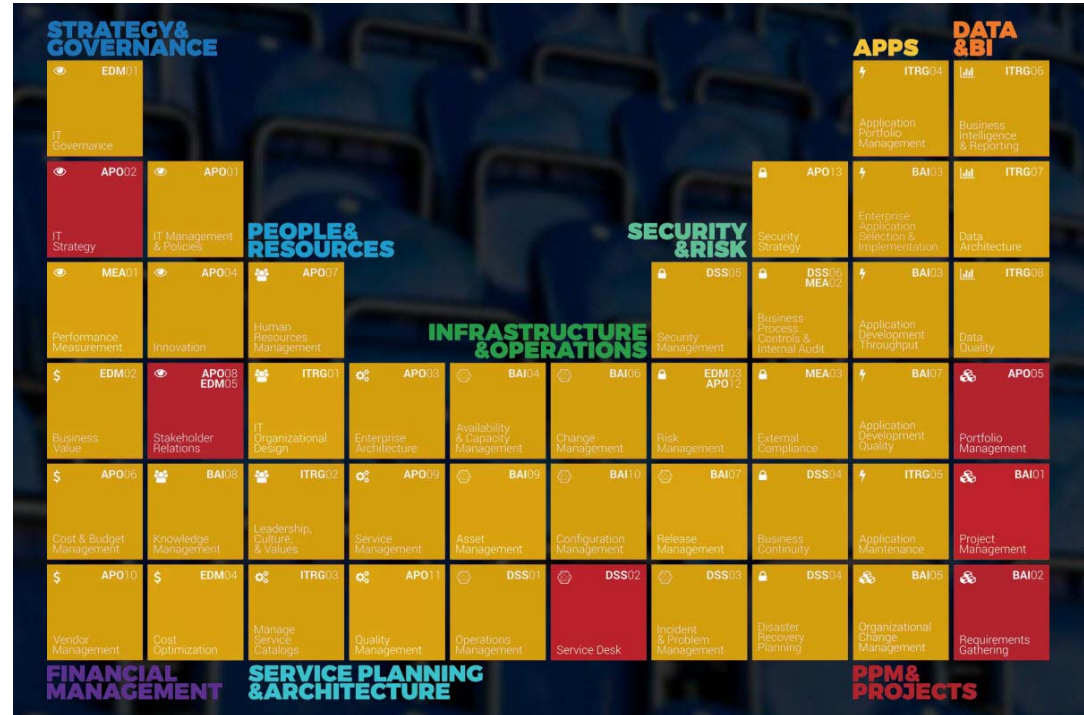 STRATEGY&
GOVERNANCE
APPS
DATA
&BI
EDM01
IT
Governance
ITRG04
Application
Portfolio
Management
ITRG06
Business
Intelligence
& Reporting
APO02
IT
Strategy
APO01
IT Management
& Policies
PEOPLE&
RESOURCES
SECURITY
&RISK
APO13
Security
Strategy
BAI03
Enterprise
Application
Selection &
Implementation
ITRG07
Data
Architecture
MEA01
Performance
Measurement
APO04
Innovation
APO07
Human
Resources
Management
INFRASTRUCTURE
&OPERATIONS
DSS05
Security
Management
DSS06
MEA02
Business
Process
Controls &
Internal Audit
BAI03
Application
Development
Throughput
ITRG08
Data
Quality
$ EDM02
Business
Value
APO08
EDM05
Stakeholder
Relations
ITRG01
IT
Organizational
Design
APO03
Enterprise
Architecture
BAI04
Availability
& Capacity
Management
BAI06
Change
Management
EDM03
APO12
Risk
Management
MEA03
External
Compliance
BAI07
Application
Development
Quality
APO05
Portfolio
Management
$ APO06
Cost & Budget
Management
BAI08
Knowledge
Management
ITRG02
Leadership,
Culture,
& Values
APO09
Service
Management
BAI09
Asset
Management
BAI10
Configuration
Management
BAI07
Release
Management
DSS04
Business
Continuity
ITRG05
Application
Maintenance
BAI01
Project
Management
$ APO10
Vendor
Management
$ EDM04
Cost
Optimization
ITRG03
Manage
Service
Catalogs
APO11
Quality
Management
DSS01
Operations
Management
DSS02
Service Desk
DSS03
Incident
& Problem
Management
DSS04
Disaster
Recovery
Planning
BAI05
Organizational
Change
Management
BAI02
Requirements
Gathering
FINANCIAL
MANAGEMENT
SERVICE PLANNING
&ARCHITECTURE
PPM&
PROJECTS